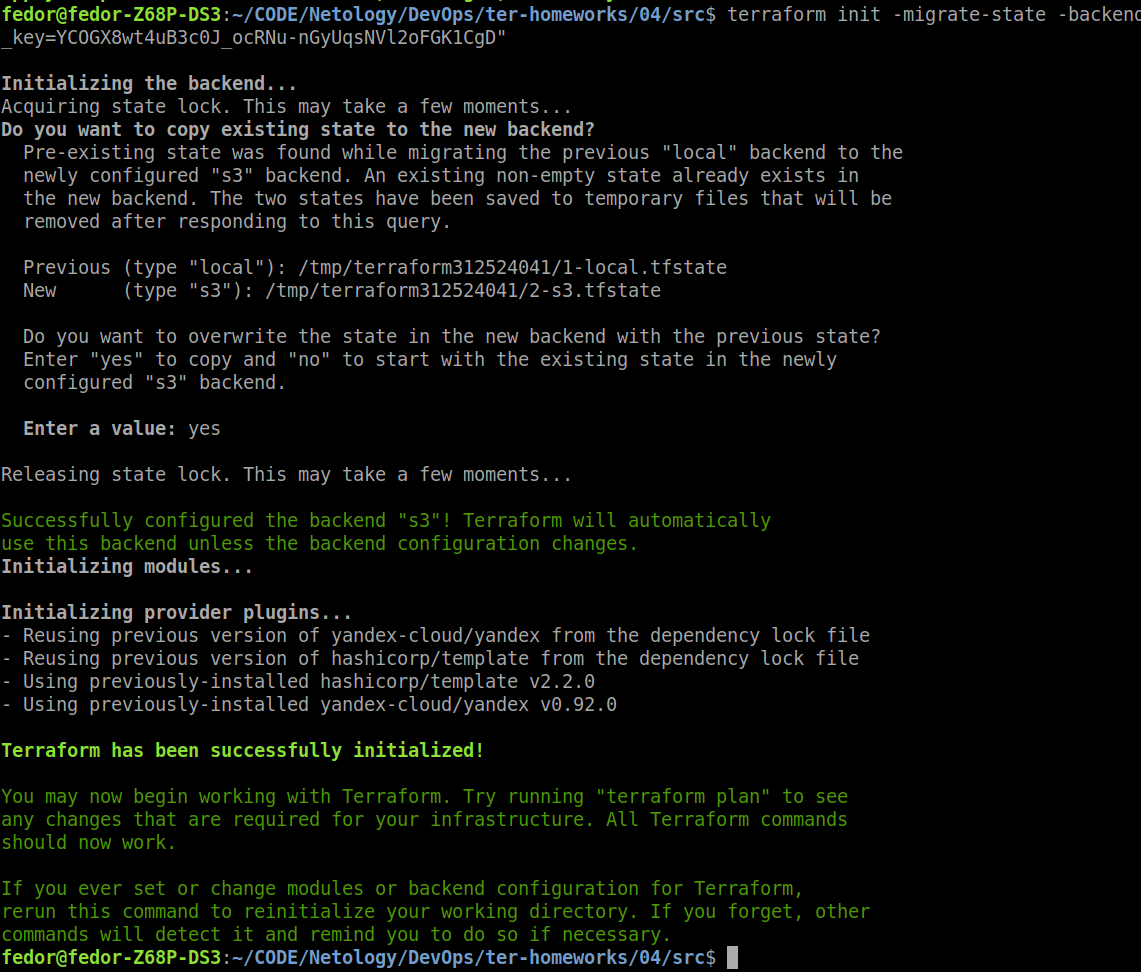 fedor@fedor-Z68P-DS3:~/CODE/Netology/DevOps/ter-homeworks/04/src$ terraform init -migrate-state -backend
_key=YCOGX8wt4uB3c0J_ocRNu-nGyUqsNVl2oFGK1CgD"
Initializing the backend...
Acquiring state lock. This may take a few moments...
Do you want to copy existing state to the new backend?
Pre-existing state was found while migrating the previous "local" backend to the
newly configured "s3" backend. An existing non-empty state already exists in
the new backend. The two states have been saved to temporary files that will be
removed after responding to this query.
Previous (type "local"): /tmp/terraform312524041/1-local.tfstate
New      (type "s3"): /tmp/terraform312524041/2-s3.tfstate
Do you want to overwrite the state in the new backend with the previous state?
Enter "yes" to copy and "no" to start with the existing state in the newly
configured "s3" backend.
Enter a value: yes
Releasing state lock. This may take a few moments...
Successfully configured the backend "s3"! Terraform will automatically
use this backend unless the backend configuration changes.
Initializing modules...
Initializing provider plugins...
- Reusing previous version of yandex-cloud/yandex from the dependency lock file
- Reusing previous version of hashicorp/template from the dependency lock file
- Using previously-installed hashicorp/template v2.2.0
- Using previously-installed yandex-cloud/yandex v0.92.0
Terraform has been successfully initialized!
You may now begin working with Terraform. Try running "terraform plan" to see
any changes that are required for your infrastructure. All Terraform commands
should now work.
If you ever set or change modules or backend configuration for Terraform,
rerun this command to reinitialize your working directory. If you forget, other
commands will detect it and remind you to do so if necessary.
fedor@fedor-Z68P-DS3:~/CODE/Netology/DevOps/ter-homeworks/04/src$